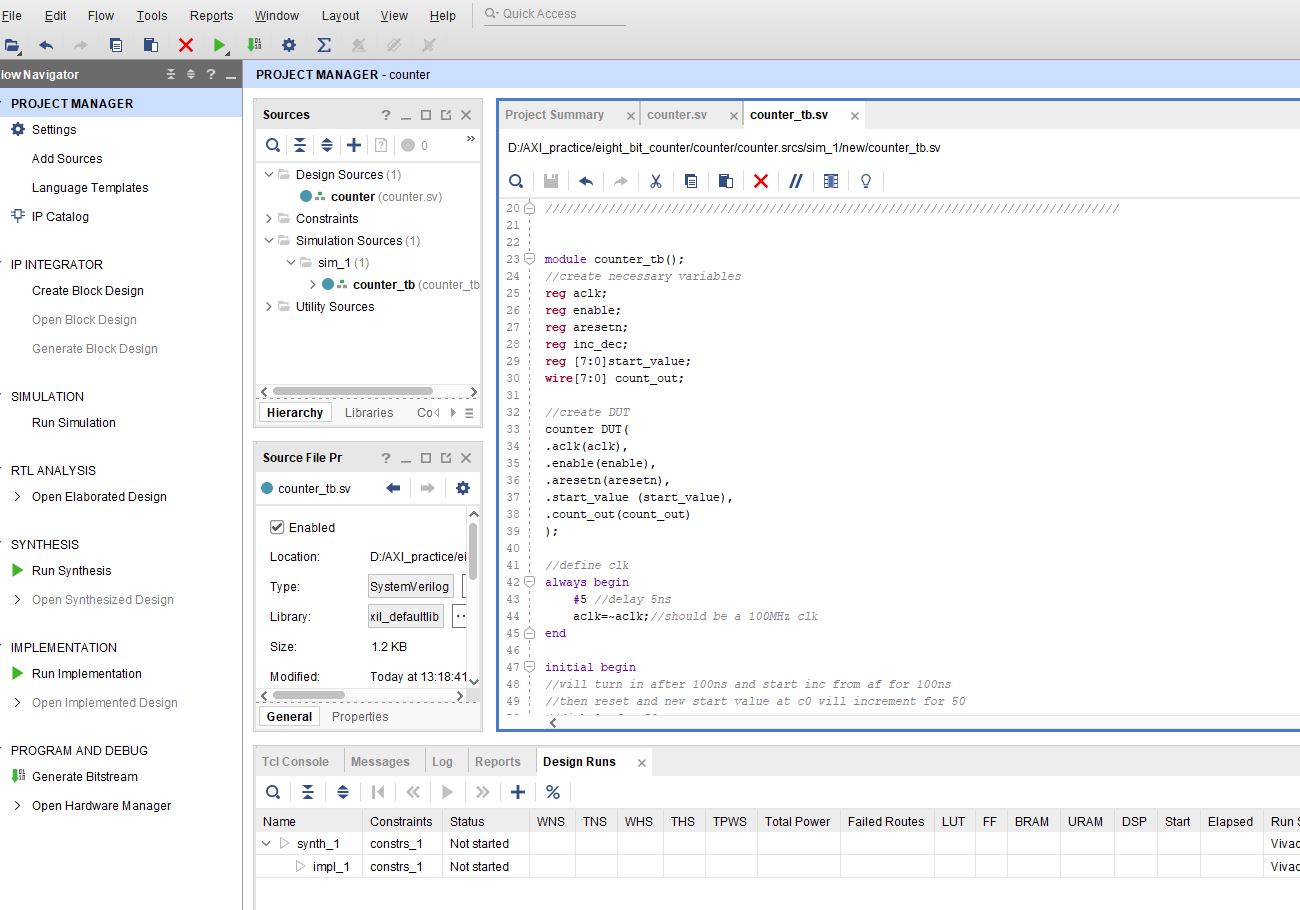 File Edit Flow Tools Reports Window Layout View Help Quick Access
low Navigator
PROJECT MANAGER - counter
PROJECT MANAGER
Settings
Add Sources
Language Templates
IP Catalog
IP INTEGRATOR
Create Block Design
Open Block Design
Generate Block Design
SIMULATION
Run Simulation
RTL ANALYSIS
Open Elaborated Design
SYNTHESIS
Run Synthesis
Open Synthesized Design
IMPLEMENTATION
Run Implementation
Open Implemented Design
PROGRAM AND DEBUG
Generate Bitstream
Open Hardware Manager
Sources
0
Design Sources (1)
counter (counter.sv)
Constraints
Simulation Sources (1)
sim_1 (1)
counter_tb (counter_tb
Utility Sources
Hierarchy Libraries Co
Source File Pr
counter_tb.sv
Enabled
Location: D:/AXI_practice/ei
Type: SystemVerilog
Library: xil_defaultlib
Size: 1.2 KB
Modified: Today at 13:18:41
General Properties
Project Summary counter.sv counter_tb.sv
D:/AXI_practice/eight_bit_counter/counter/counter.srcs/sim_1/new/counter_tb.sv
20 //////////////////////////////////////////////////////////////////////////////////
21
22
23 module counter_tb();
24 //create necessary variables
25 reg aclk;
26 reg enable;
27 reg aresetn;
28 reg inc_dec;
29 reg [7:0]start_value;
30 wire[7:0] count_out;
31
32 //create DUT
33 counter DUT(
34 .aclk(aclk),
35 .enable(enable),
36 .aresetn(aresetn),
37 .start_value (start_value),
38 .count_out(count_out)
39 );
40
41 //define clk
42 always begin
43 #5 //delay 5ns
44 aclk=~aclk;//should be a 100MHz clk
45 end
46
47 initial begin
48 //will turn in after 100ns and start inc from af for 100ns
49 //then reset and new start value at c0 will increment for 50
Tcl Console Messages Log Reports Design Runs
Name Constraints Status WNS TNS WHS THS TPWS Total Power Failed Routes LUT FF BRAM URAM DSP Start Elapsed Run S
synth_1 constrs_1 Not started Vivad
impl_1 constrs_1 Not started Vivad